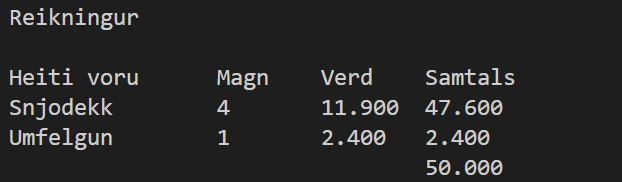 Reikningur
Heiti voru Magn Verd Samtals
Snjodekk 4 11.900 47.600
Umfelgun 1 2.400 2.400
50.000